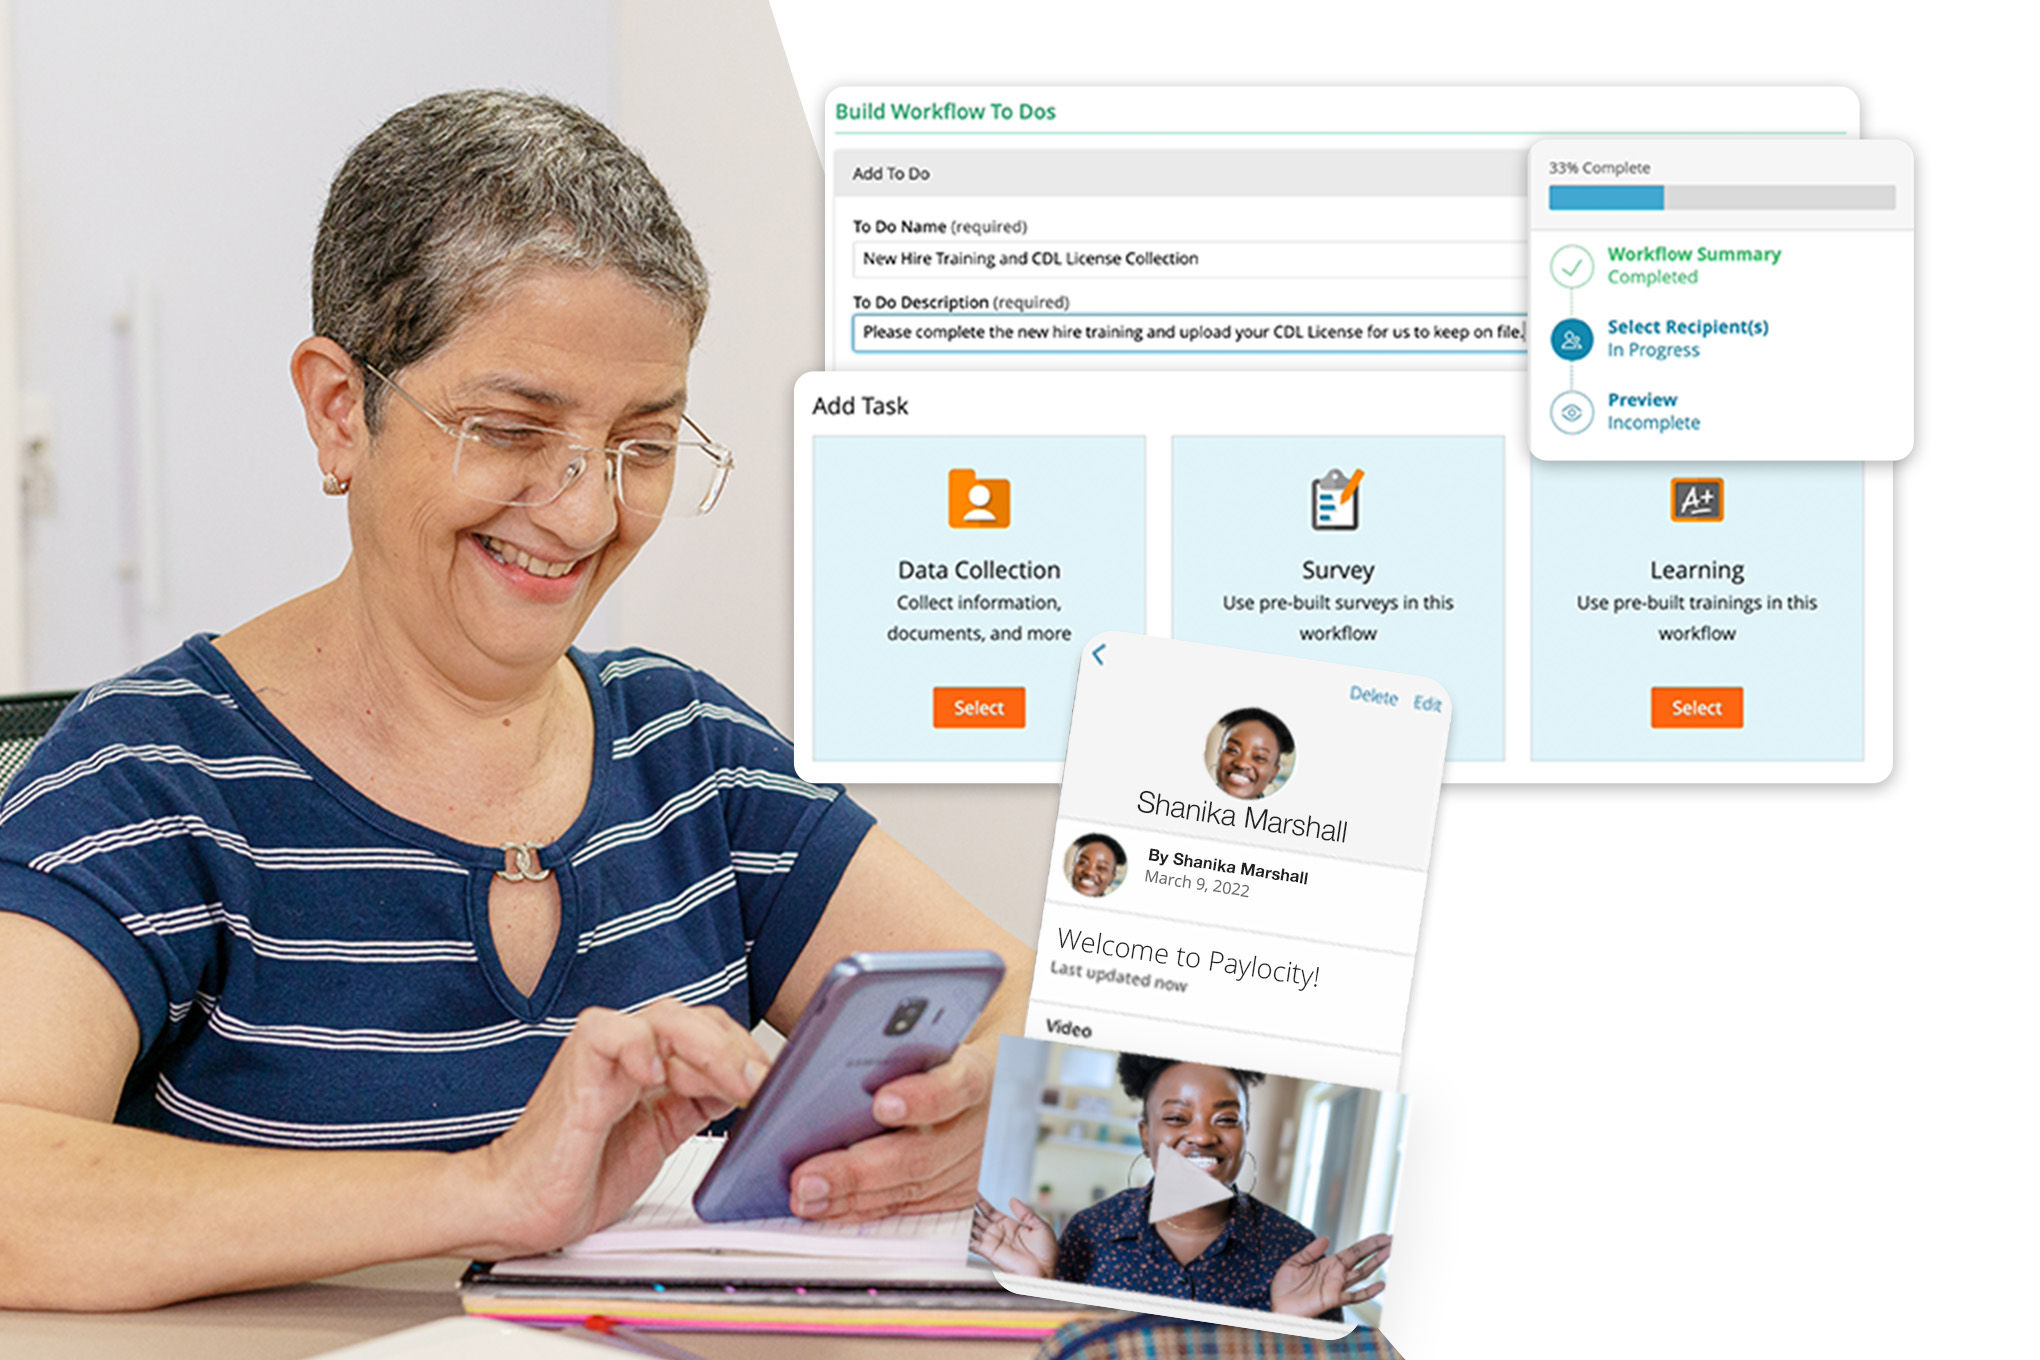 Build Workflow To Dos
Add To Do
To Do Name (required)
New Hire Training and CDL License Collection
To Do Description (required)
Please complete the new hire training and upload your CDL License for us to keep on file.
33% Complete
Workflow Summary
Completed
Select Recipient(s)
In Progress
Preview
Incomplete
Add Task
Data Collection
Collect information,
documents, and more
Select
Survey
Use pre-built surveys in this
workflow
A+
Learning
Use pre-built trainings in this
workflow
Select
Delete Edit
Shanika Marshall
By Shanika Marshall
March 9, 2022
Welcome to Paylocity!
Last updated now
Video